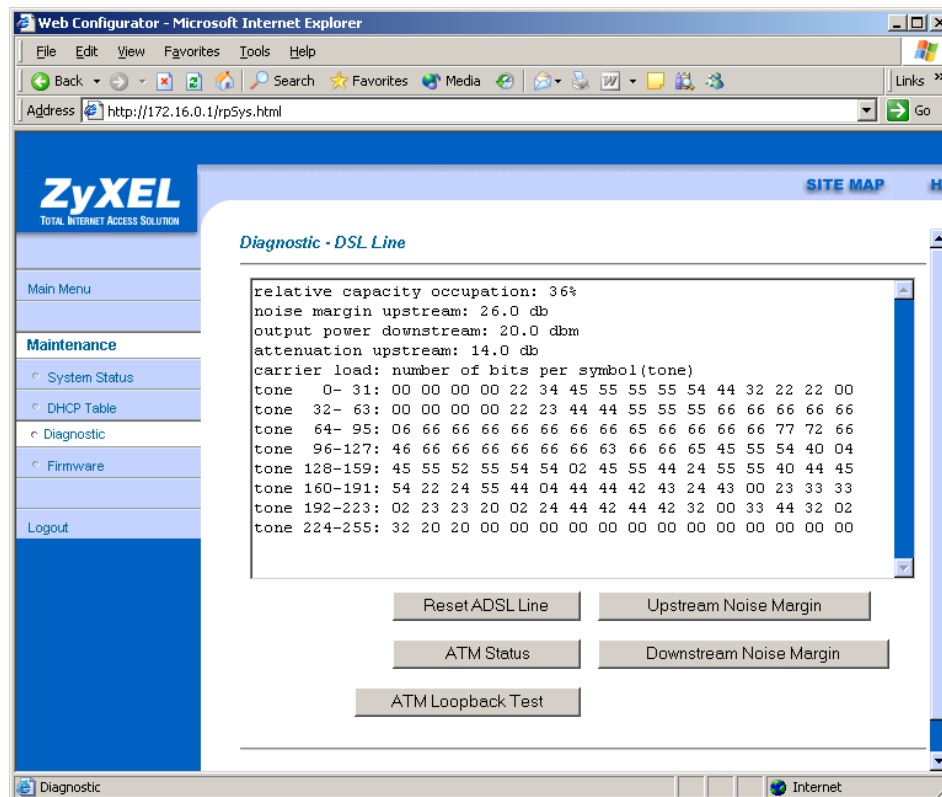 Web Configurator - Microsoft Internet Explorer
File Edit View Favorites Tools Help
Back Search Favorites Media Links »
Address http://172.16.0.1/rpSys.html Go
ZyXEL
TOTAL INTERNET ACCESS SOLUTION
SITE MAP H
Diagnostic - DSL Line
Main Menu
Maintenance
System Status
DHCP Table
Diagnostic
Firmware
Logout
relative capacity occupation: 36%
noise margin upstream: 26.0 db
output power downstream: 20.0 dbm
attenuation upstream: 14.0 db
carrier load: number of bits per symbol(tone)
tone 0- 31: 00 00 00 00 22 34 45 55 55 55 54 44 32 22 22 00
tone 32- 63: 00 00 00 00 22 23 44 44 55 55 55 66 66 66 66 66
tone 64- 95: 06 66 66 66 66 66 66 66 65 66 66 66 66 77 72 66
tone 96-127: 46 66 66 66 66 66 66 63 66 66 65 45 55 54 40 04
tone 128-159: 45 55 52 55 54 54 02 45 55 44 24 55 55 40 44 45
tone 160-191: 54 22 24 55 44 04 44 44 42 43 24 43 00 23 33 33
tone 192-223: 02 23 23 20 02 24 44 42 44 42 32 00 33 44 32 02
tone 224-255: 32 20 20 00 00 00 00 00 00 00 00 00 00 00 00 00
Reset ADSL Line Upstream Noise Margin
ATM Status Downstream Noise Margin
ATM Loopback Test
Diagnostic Internet